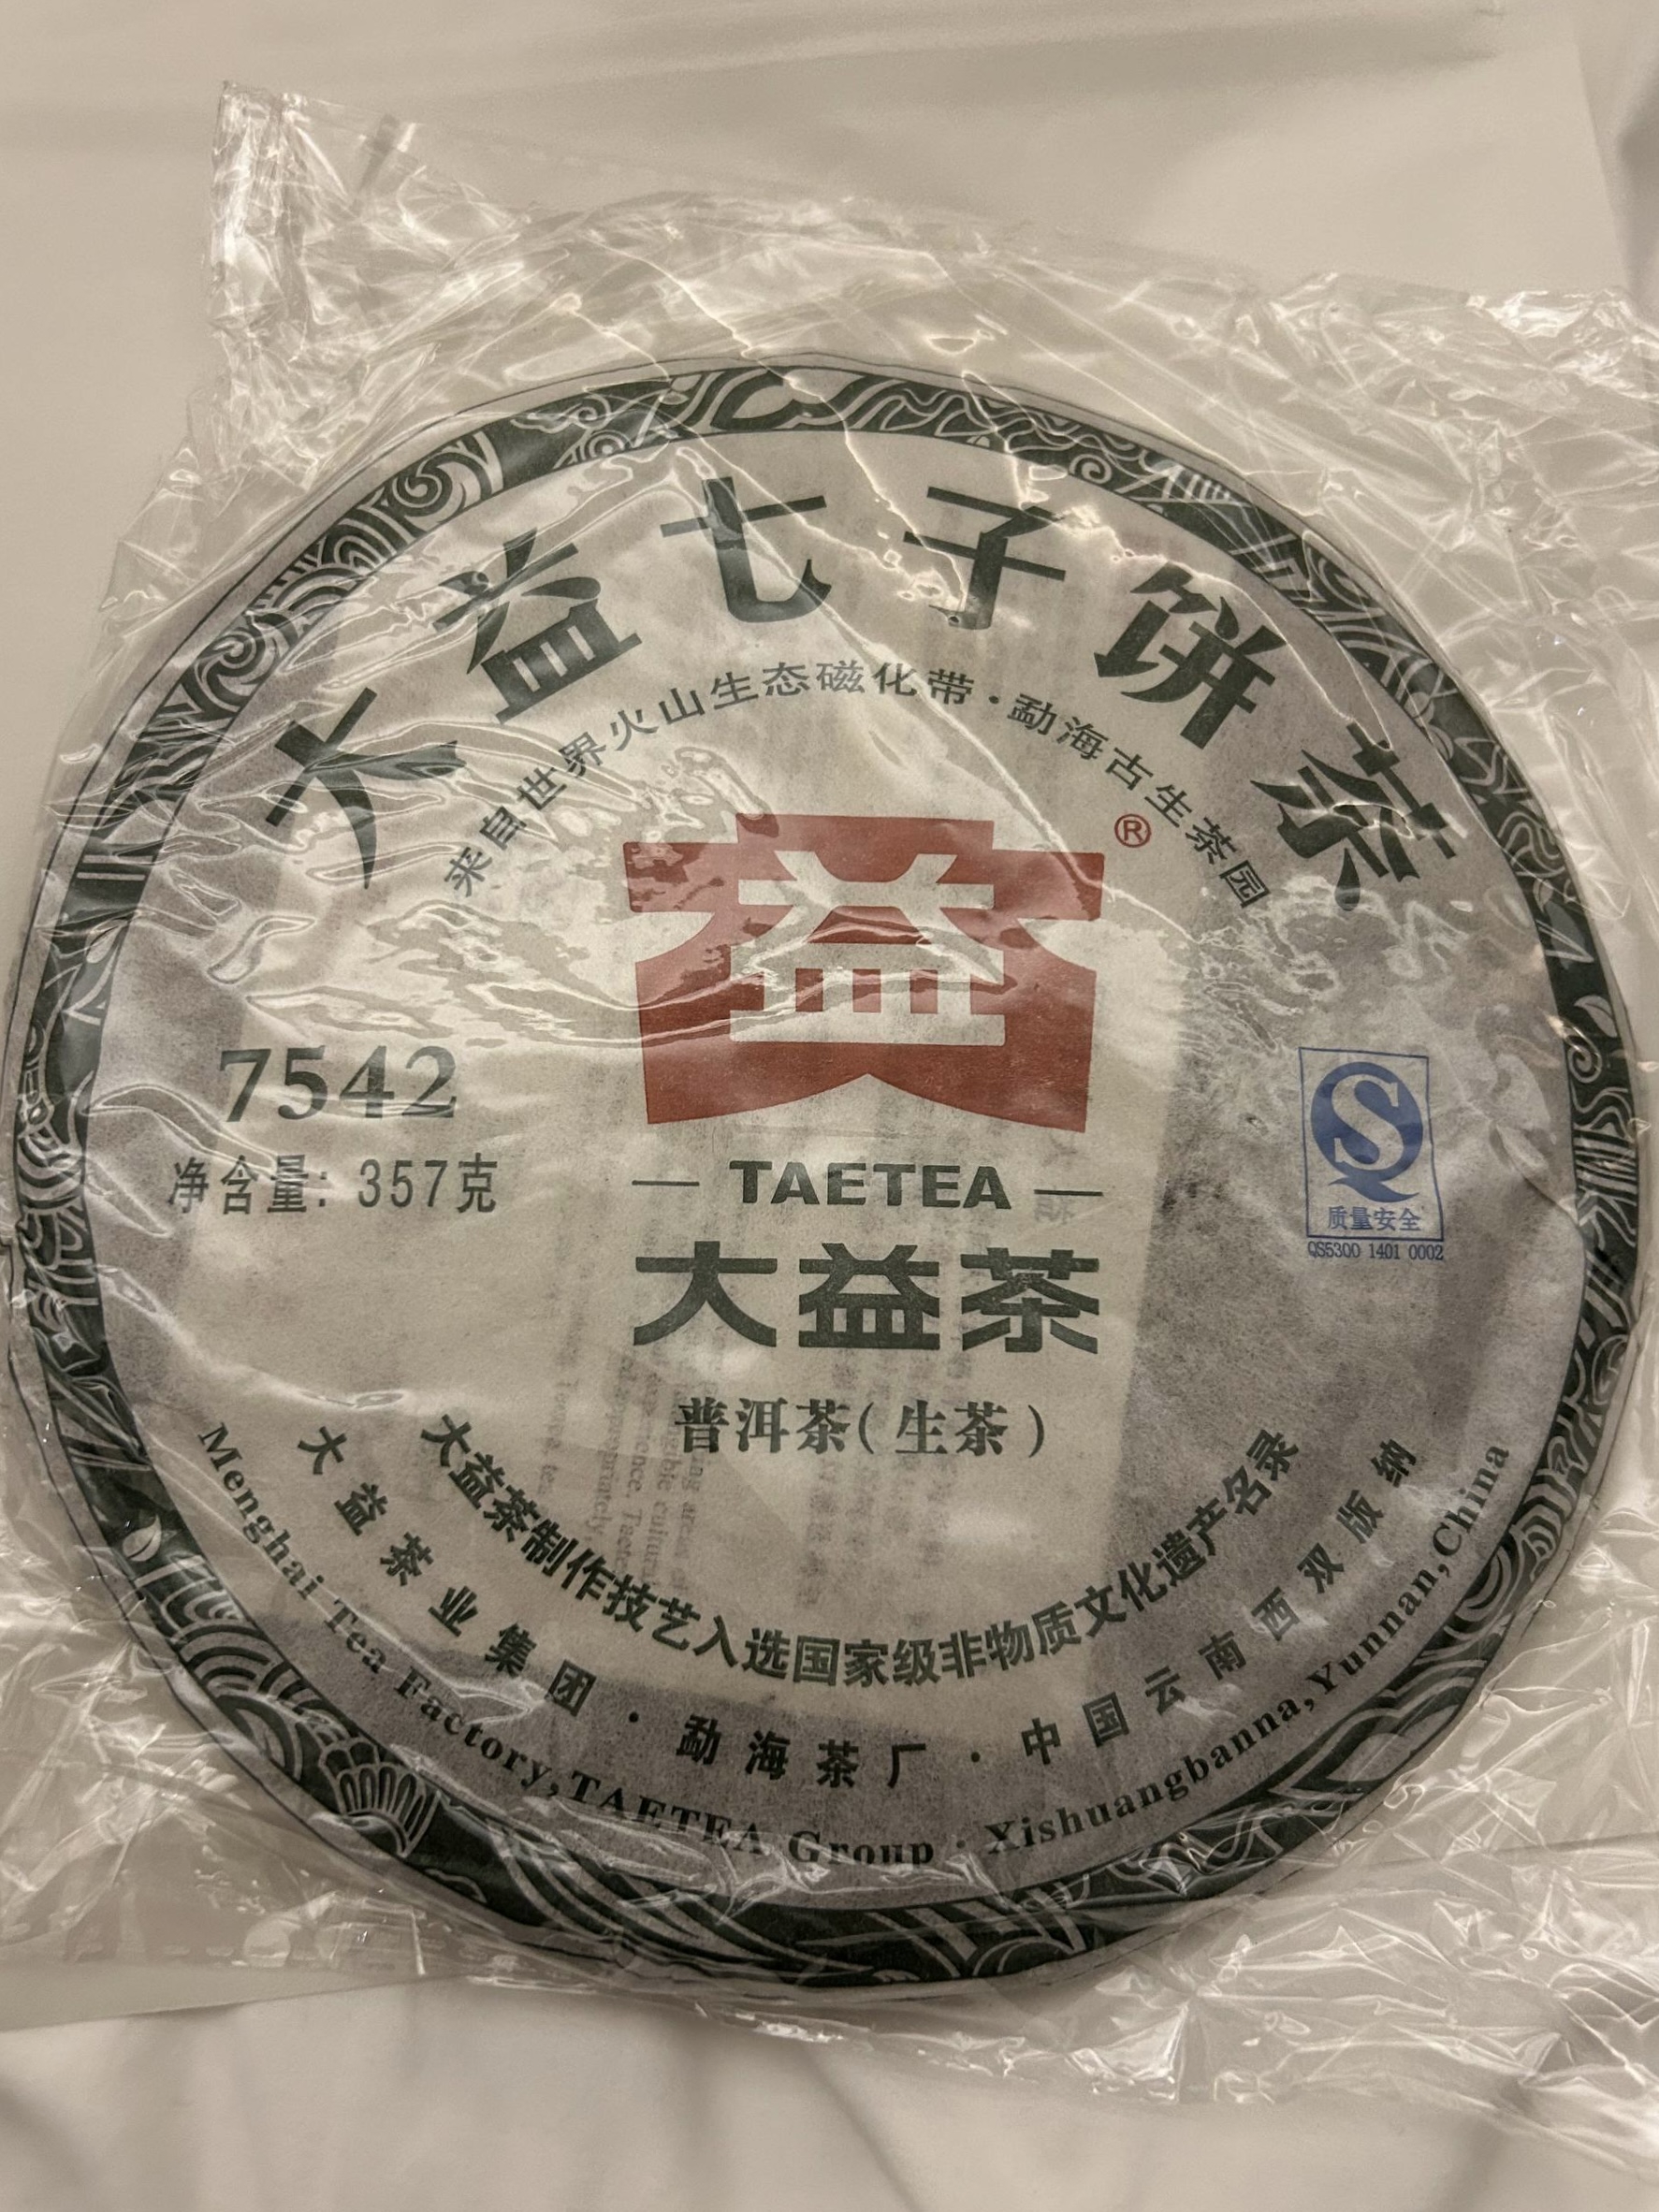 大益七子饼茶
来自世界火山生态磁化带·勐海古生茶园
益
®
7542
净含量: 357克
TAETEA
大益茶
普洱茶(生茶)
S
质量安全
QS5300 1401 0002
大益茶制作技艺入选国家级非物质文化遗产名录
大益茶业集团·勐海茶厂·中国云南西双版纳
Menghai Tea Factory,TAETEA Group · Xishuangbanna,Yunnan,China